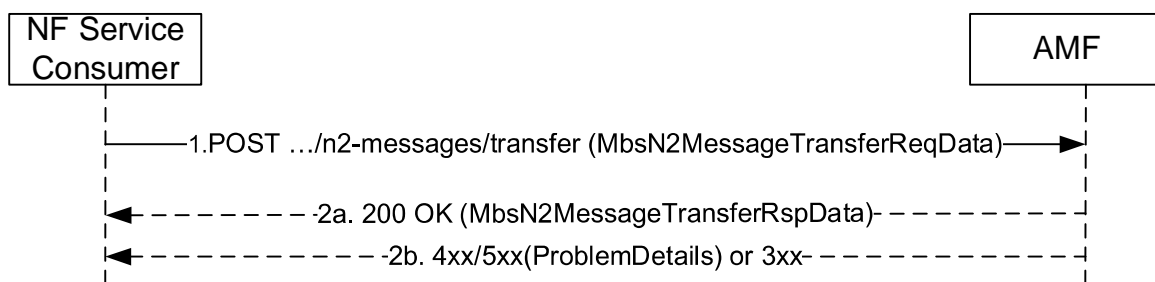 NF Service
Consumer
AMF
1.POST …/n2-messages/transfer (MbsN2MessageTransferReqData)
2a. 200 OK (MbsN2MessageTransferRspData)
2b. 4xx/5xx(ProblemDetails) or 3xx